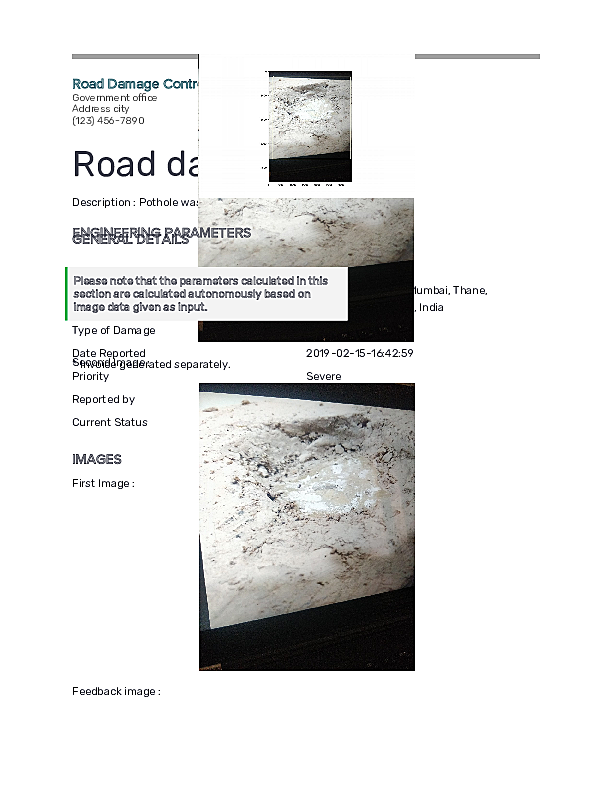 Road Damage Contr
Government office
Address city
(123) 456-7890
Road da
Description : Pothole was
ENGINEERING PARAMETERS
GENERAL DETAILS
Please note that the parameters calculated in this
section are calculated autonomously based on
image data given as input.
Mumbai, Thane,
, India
Type of Damage
Date Reported 2019-02-15-16:42:59
Second Image :
*Invoice generated separately.
Priority Severe
Reported by
Current Status
IMAGES
First Image :
Feedback image :